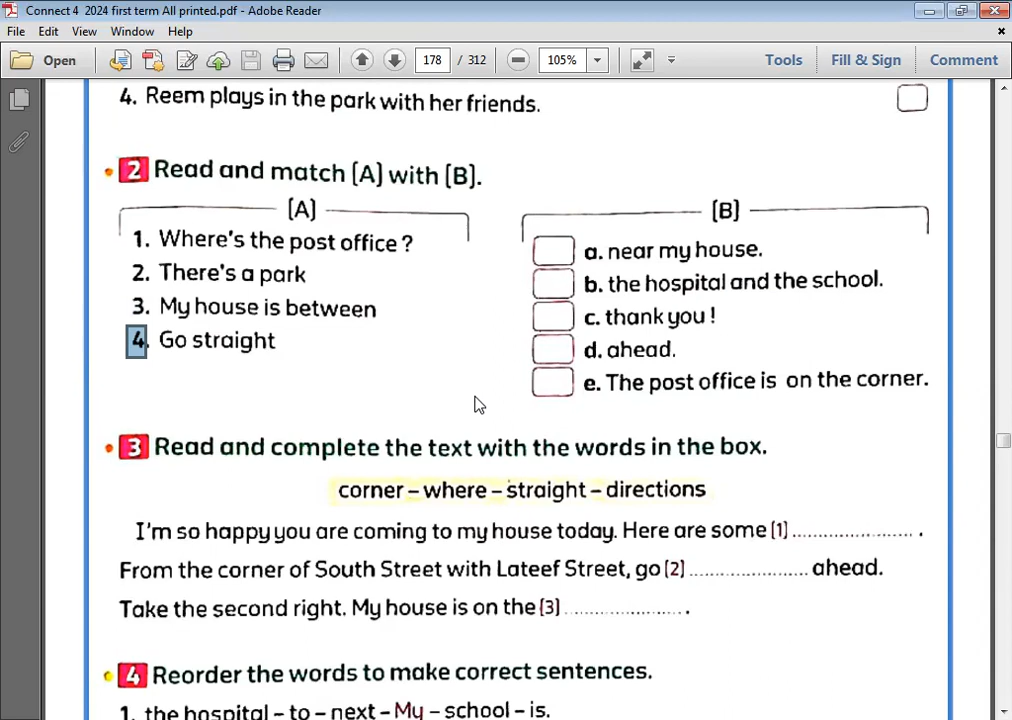 Connect 4 2024 first term All printed.pdf - Adobe Reader
File Edit View Window Help
Open 178 / 312 105% Tools Fill & Sign Comment
4. Reem plays in the park with her friends.
2 Read and match (A) with (B).
(A)
1. Where's the post office ?
2. There's a park
3. My house is between
4. Go straight
(B)
a. near my house.
b. the hospital and the school.
c. thank you !
d. ahead.
e. The post office is on the corner.
3 Read and complete the text with the words in the box.
corner – where – straight – directions
I'm so happy you are coming to my house today. Here are some (1) ........................ .
From the corner of South Street with Lateef Street, go (2) ........................ ahead.
Take the second right. My house is on the (3) ........................ .
4 Reorder the words to make correct sentences.
1. the hospital – to – next – My – school – is.